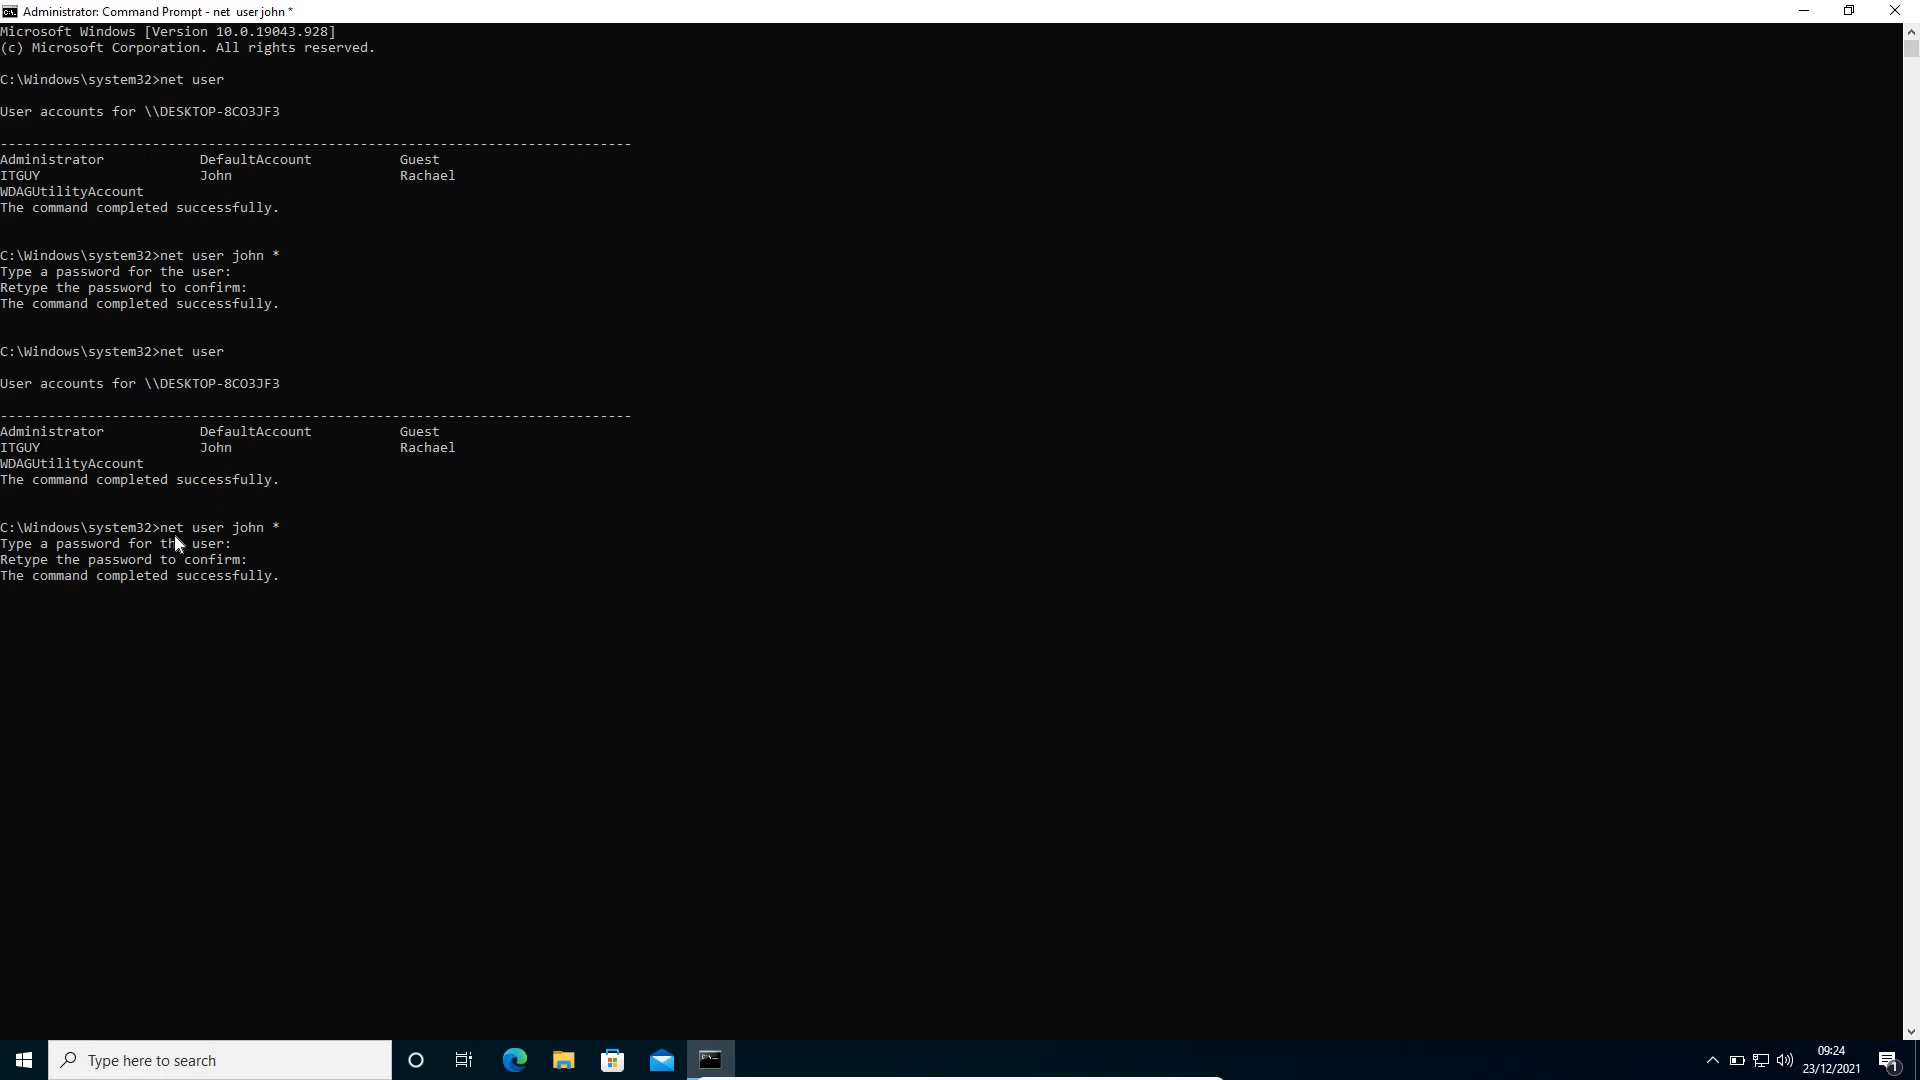 Administrator: Command Prompt - net  user john *
Microsoft Windows [Version 10.0.19043.928]
(c) Microsoft Corporation. All rights reserved.
C:\Windows\system32>net user
User accounts for \\DESKTOP-8CO3JF3
-------------------------------------------------------------------------------
Administrator            DefaultAccount           Guest
ITGUY                    John                     Rachael
WDAGUtilityAccount
The command completed successfully.
C:\Windows\system32>net user john *
Type a password for the user:
Retype the password to confirm:
The command completed successfully.
C:\Windows\system32>net user
User accounts for \\DESKTOP-8CO3JF3
-------------------------------------------------------------------------------
Administrator            DefaultAccount           Guest
ITGUY                    John                     Rachael
WDAGUtilityAccount
The command completed successfully.
C:\Windows\system32>net user john *
Type a password for the user:
Retype the password to confirm:
The command completed successfully.
Type here to search
09:24
23/12/2021
1